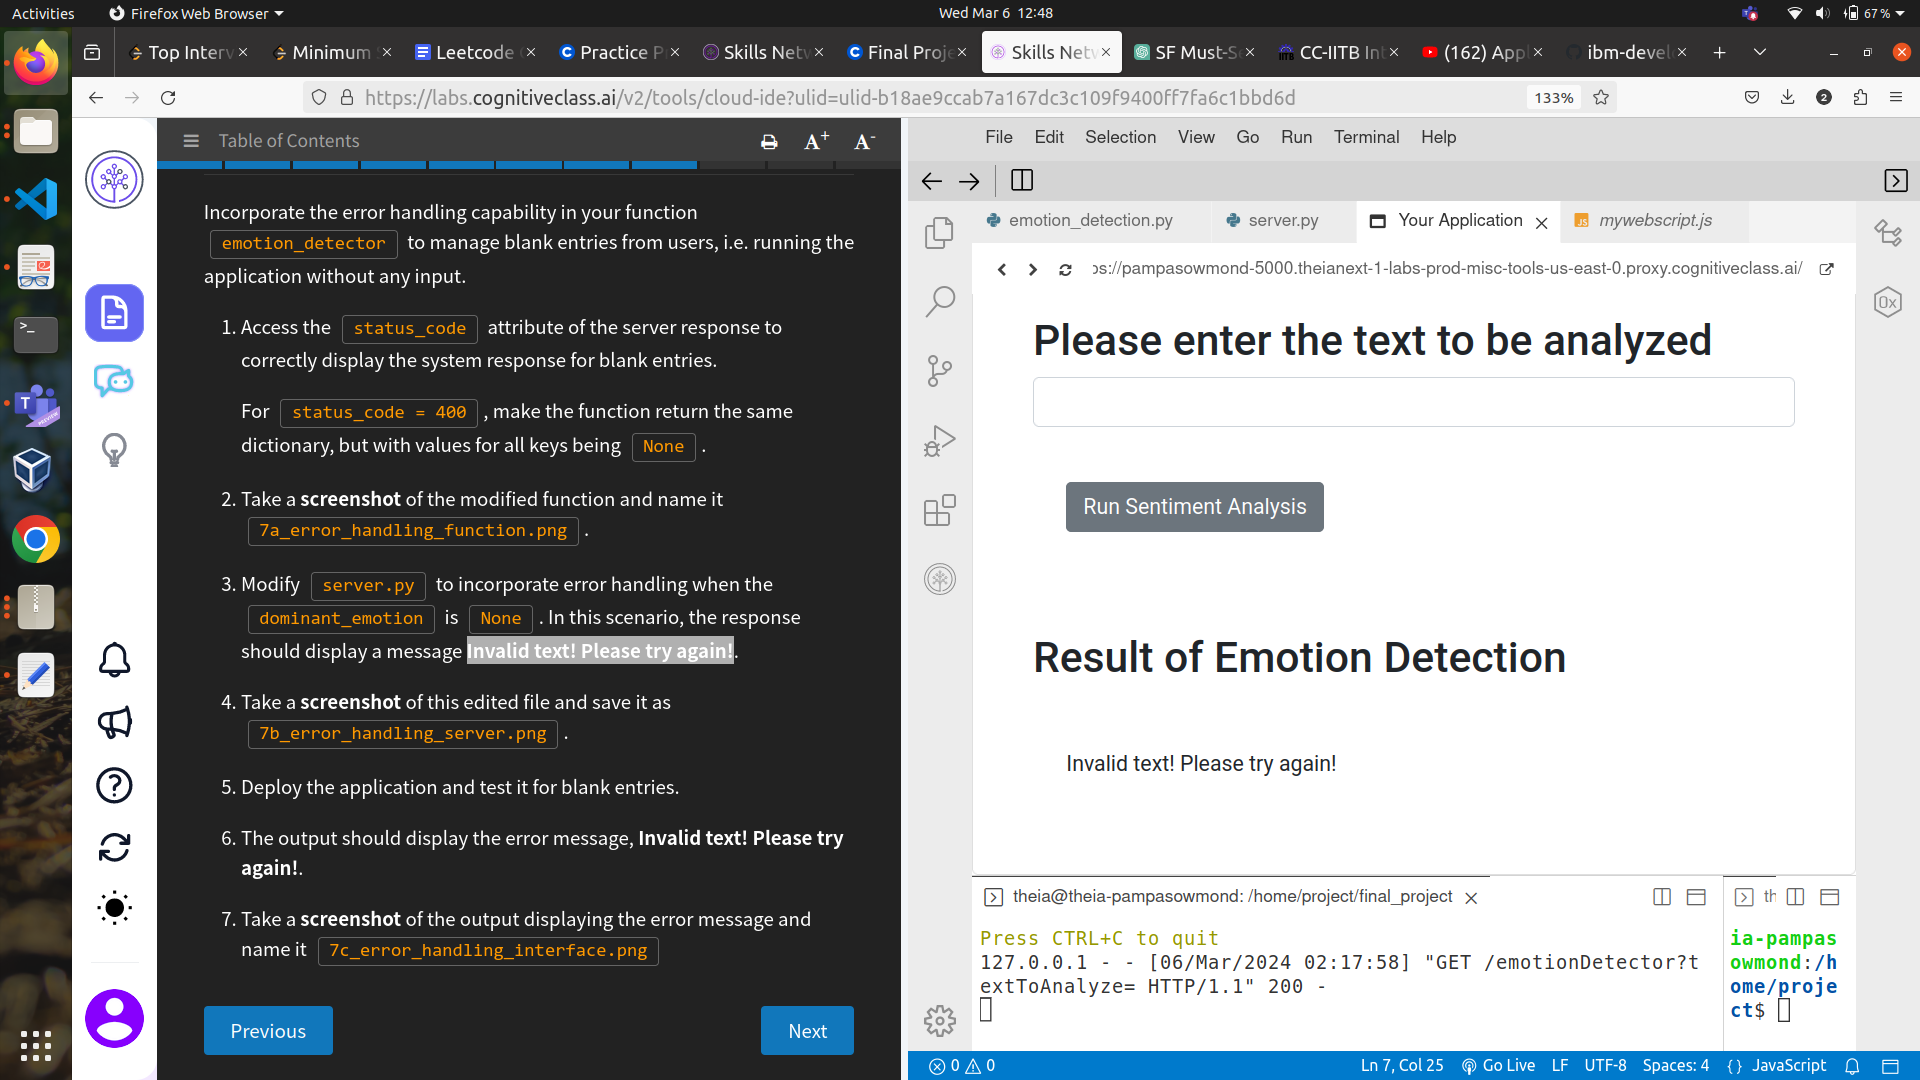 Activities
Firefox Web Browser
Wed Mar 6 12:48
67 %
Top Interv
Minimum
Leetcode
Practice P
Skills Netw
Final Proje
Skills Netw
SF Must-S
CC-IITB Int
(162) Appl
ibm-devel
https://labs.cognitiveclass.ai/v2/tools/cloud-ide?ulid=ulid-b18ae9ccab7a167dc3c109f9400ff7fa6c1bbd6d
133%
2
Table of Contents
A+
A-
Incorporate the error handling capability in your function
emotion_detector to manage blank entries from users, i.e. running the
application without any input.
1. Access the status_code attribute of the server response to
correctly display the system response for blank entries.
For status_code = 400 , make the function return the same
dictionary, but with values for all keys being None .
2. Take a screenshot of the modified function and name it
7a_error_handling_function.png .
3. Modify server.py to incorporate error handling when the
dominant_emotion is None . In this scenario, the response
should display a message Invalid text! Please try again!.
4. Take a screenshot of this edited file and save it as
7b_error_handling_server.png .
5. Deploy the application and test it for blank entries.
6. The output should display the error message, Invalid text! Please try
again!.
7. Take a screenshot of the output displaying the error message and
name it 7c_error_handling_interface.png
Previous
Next
File Edit Selection View Go Run Terminal Help
emotion_detection.py
server.py
Your Application
JS mywebscript.js
os://pampasowmond-5000.theianext-1-labs-prod-misc-tools-us-east-0.proxy.cognitiveclass.ai/
0x
Please enter the text to be analyzed
Run Sentiment Analysis
Result of Emotion Detection
Invalid text! Please try again!
theia@theia-pampasowmond: /home/project/final_project
th
Press CTRL+C to quit
127.0.0.1 - - [06/Mar/2024 02:17:58] "GET /emotionDetector?t
extToAnalyze= HTTP/1.1" 200 -
ia-pampas
owmond:/h
ome/proje
ct$
0 0
Ln 7, Col 25
Go Live
LF
UTF-8
Spaces: 4
{ } JavaScript